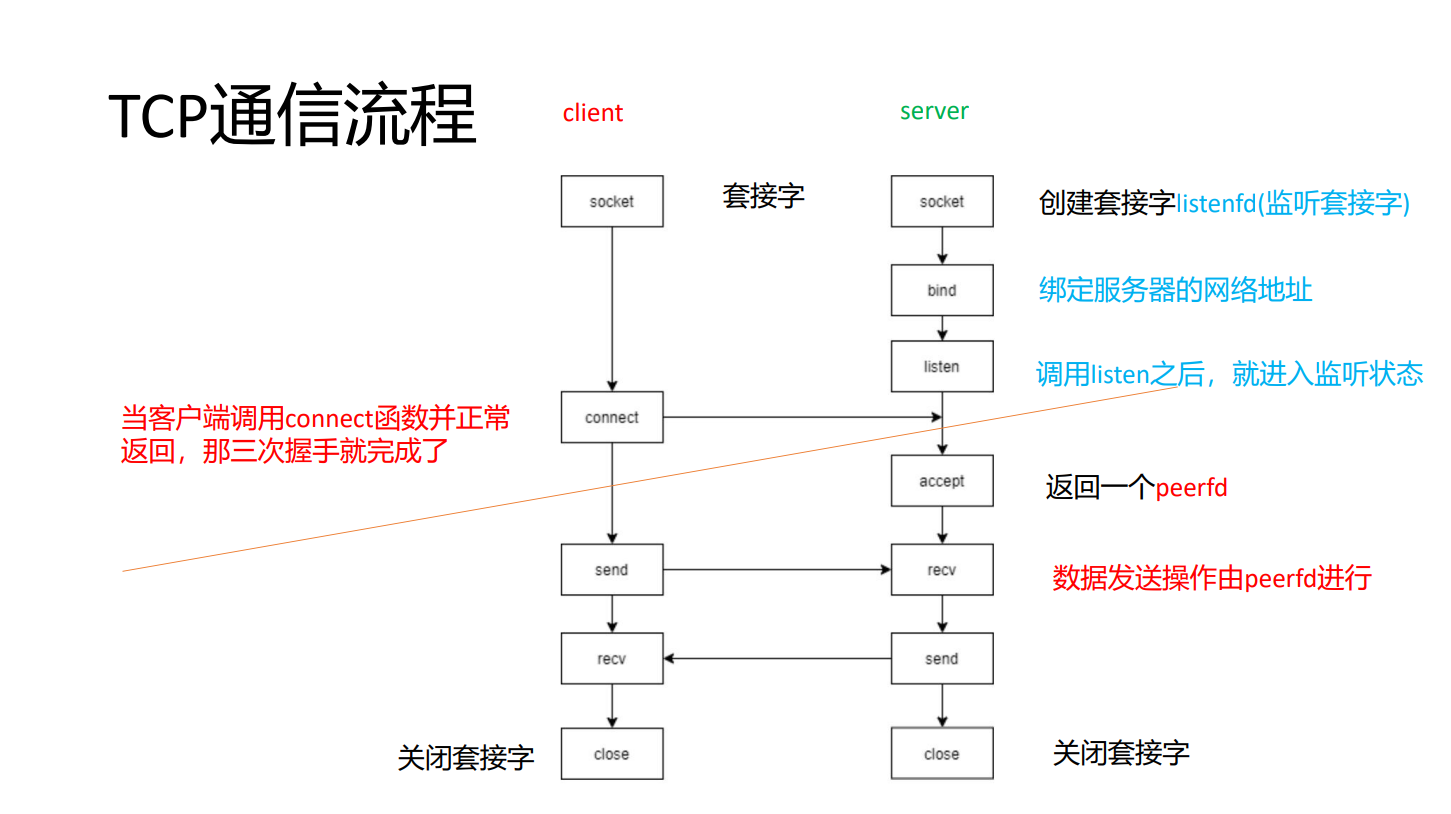 TCP通信流程
client
server
socket
套接字
socket
创建套接字listenfd(监听套接字)
bind
绑定服务器的网络地址
listen
调用listen之后，就进入监听状态
当客户端调用connect函数并正常
返回，那三次握手就完成了
connect
accept
返回一个peerfd
send
recv
数据发送操作由peerfd进行
recv
send
关闭套接字
close
close
关闭套接字